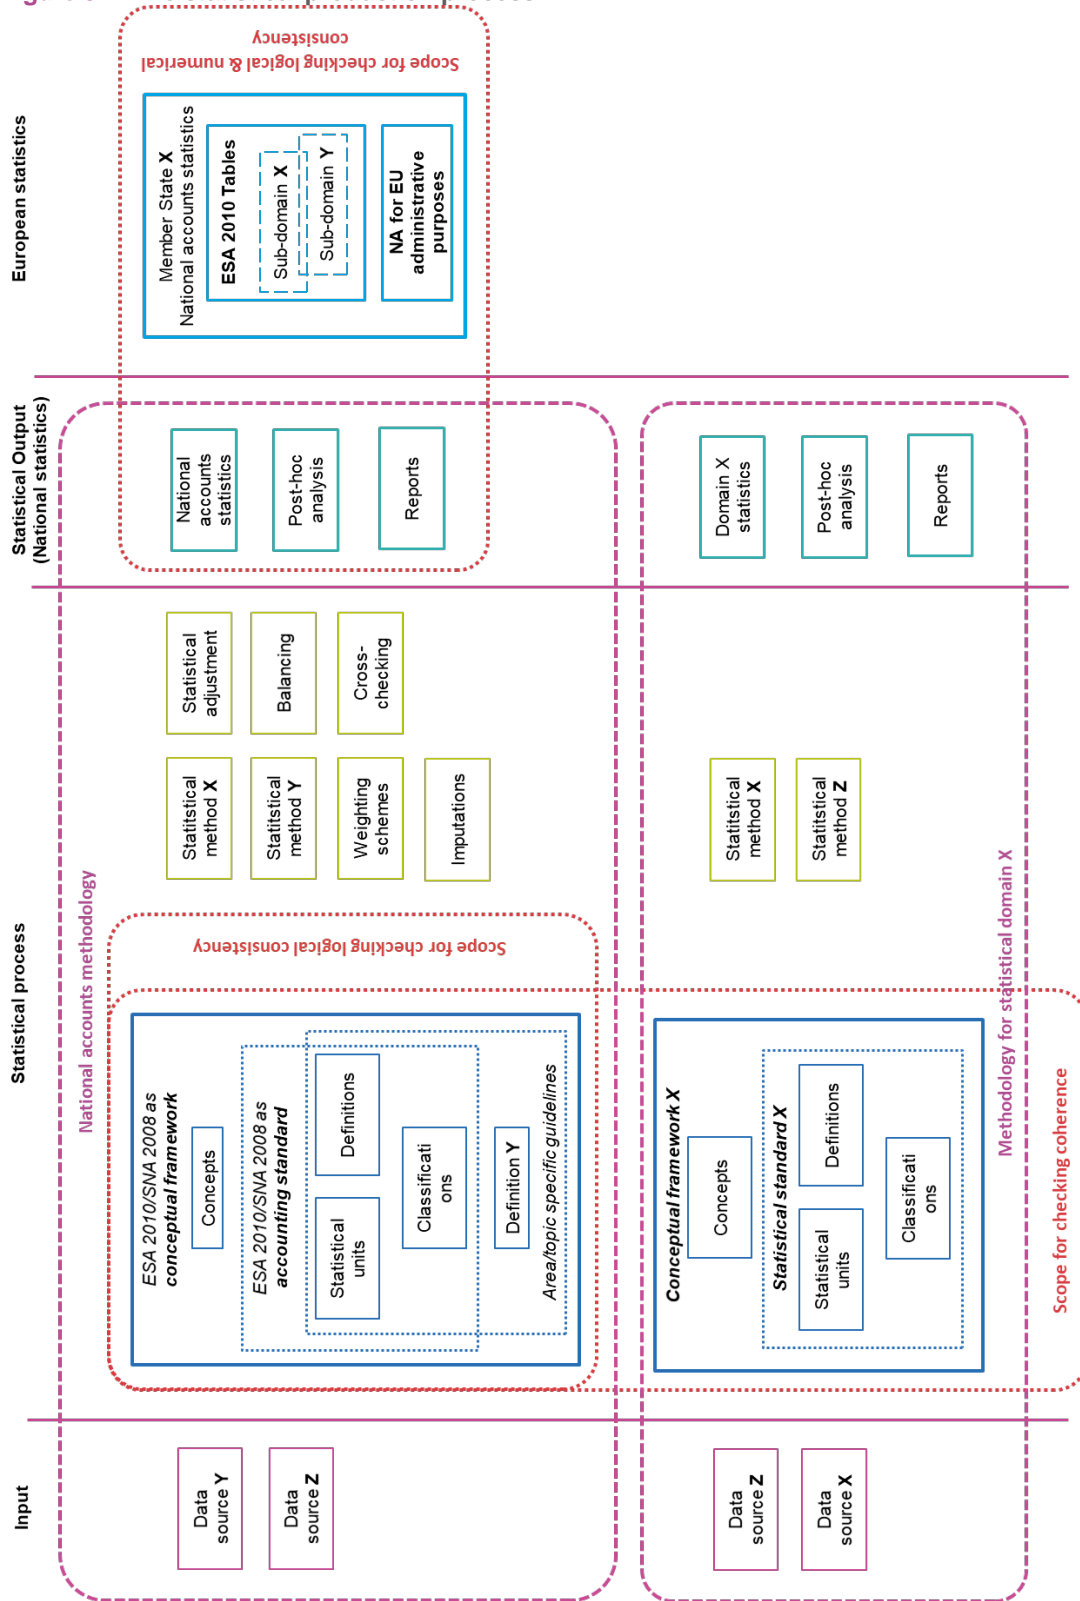 Input
Statistical process
Statistical Output
(National statistics)
European statistics
National accounts methodology
Data
source Y
Data
source Z
ESA 2010/SNA 2008 as
conceptual framework
Concepts
ESA 2010/SNA 2008 as
accounting standard
Statistical
units
Definitions
Classificati
ons
Definition Y
Area/topic specific guidelines
Scope for checking logical consistency
Statitstical
method X
Statitstical
method Y
Weighting
schemes
Imputations
Statistical
adjustment
Balancing
Cross-
checking
National
accounts
statistics
Post-hoc
analysis
Reports
Scope for checking logical & numerical
consistency
Member State X
National accounts statistics
ESA 2010 Tables
Sub-domain X
Sub-domain Y
NA for EU
administrative
purposes
Data
source Z
Data
source X
Conceptual framework X
Concepts
Statistical standard X
Statistical
units
Definitions
Classificati
ons
Statitstical
method X
Statitstical
method Z
Domain X
statistics
Post-hoc
analysis
Reports
Methodology for statistical domain X
Scope for checking coherence